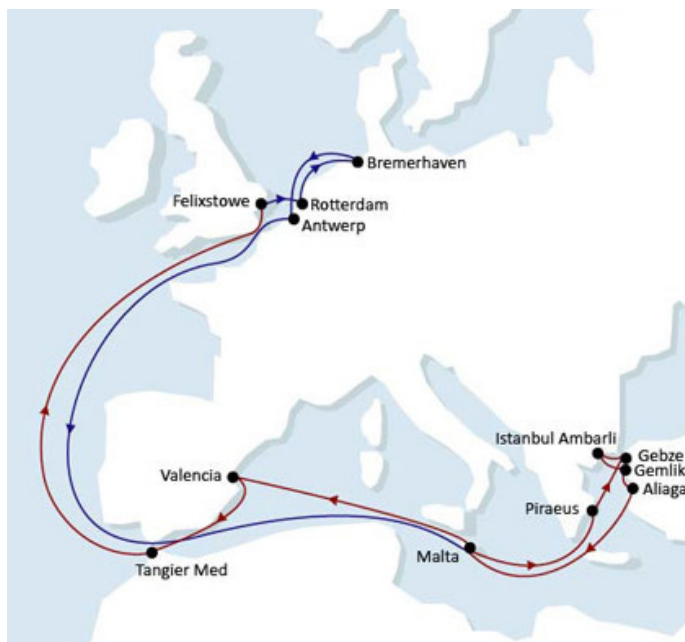 Bremerhaven
Felixstowe
Rotterdam
Antwerp
Istanbul Ambarli
Gebze
Gemlik
Valencia
Aliaga
Piraeus
Malta
Tangier Med